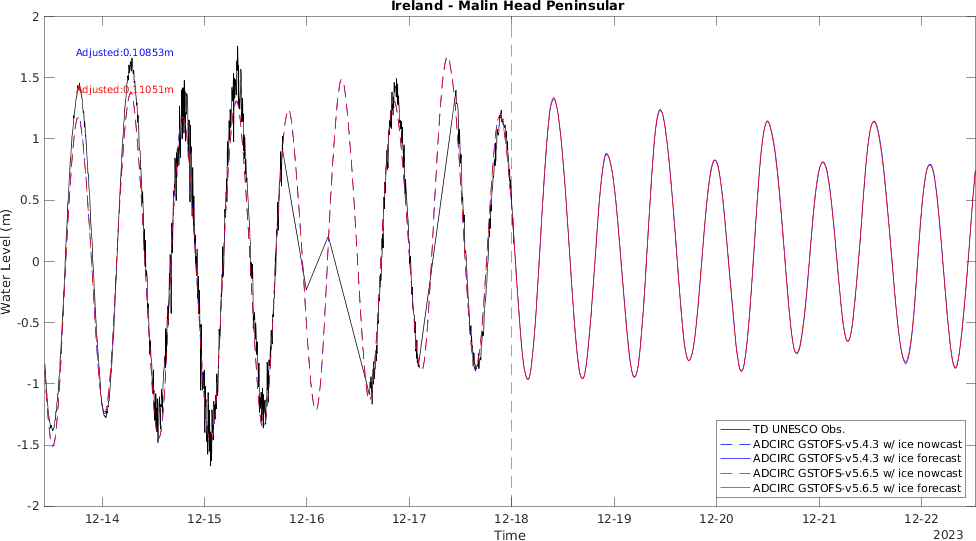 Ireland - Malin Head Peninsular
Adjusted:0.10853m
Adjusted:0.11051m
Water Level (m)
2
1.5
1
0.5
0
-0.5
-1
-1.5
-2
12-14
12-15
12-16
12-17
12-18
12-19
12-20
12-21
12-22
Time
2023
TD UNESCO Obs.
ADCIRC GSTOFS-v5.4.3 w/ ice nowcast
ADCIRC GSTOFS-v5.4.3 w/ ice forecast
ADCIRC GSTOFS-v5.6.5 w/ ice nowcast
ADCIRC GSTOFS-v5.6.5 w/ ice forecast